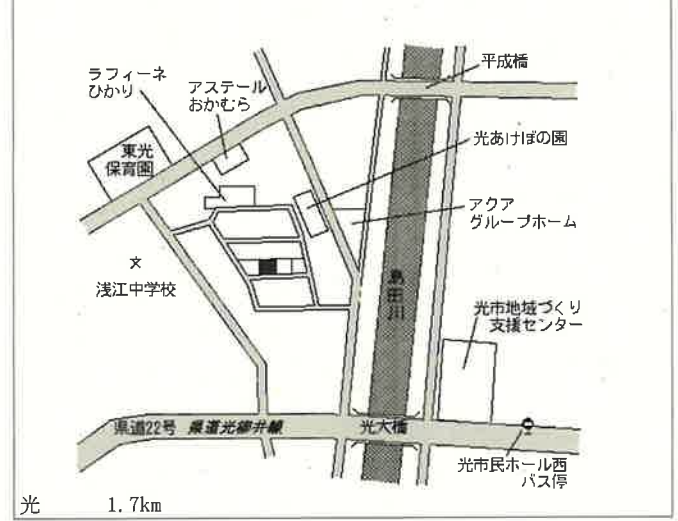 平成橋
ラフィーネ
ひかり
アステール
おかむら
光あけぼの園
東光
保育園
アクア
グループホーム
浅江中学校
島田川
光市地域づくり
支援センター
県道22号 県道光柳井線
光大橋
光市民ホール西
バス停
光 1.7km